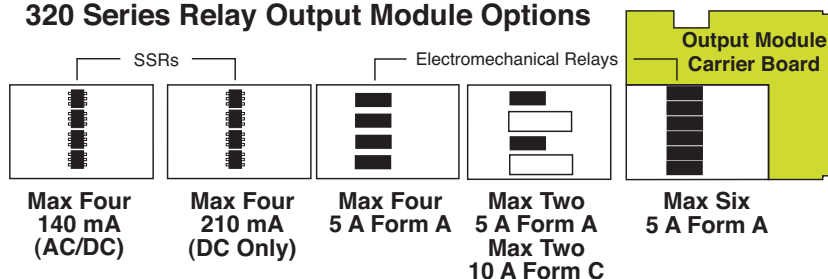 320 Series Relay Output Module Options
SSRs
Electromechanical Relays
Output Module
Carrier Board
Max Four
140 mA
(AC/DC)
Max Four
210 mA
(DC Only)
Max Four
5 A Form A
Max Two
5 A Form A
Max Two
10 A Form C
Max Six
5 A Form A